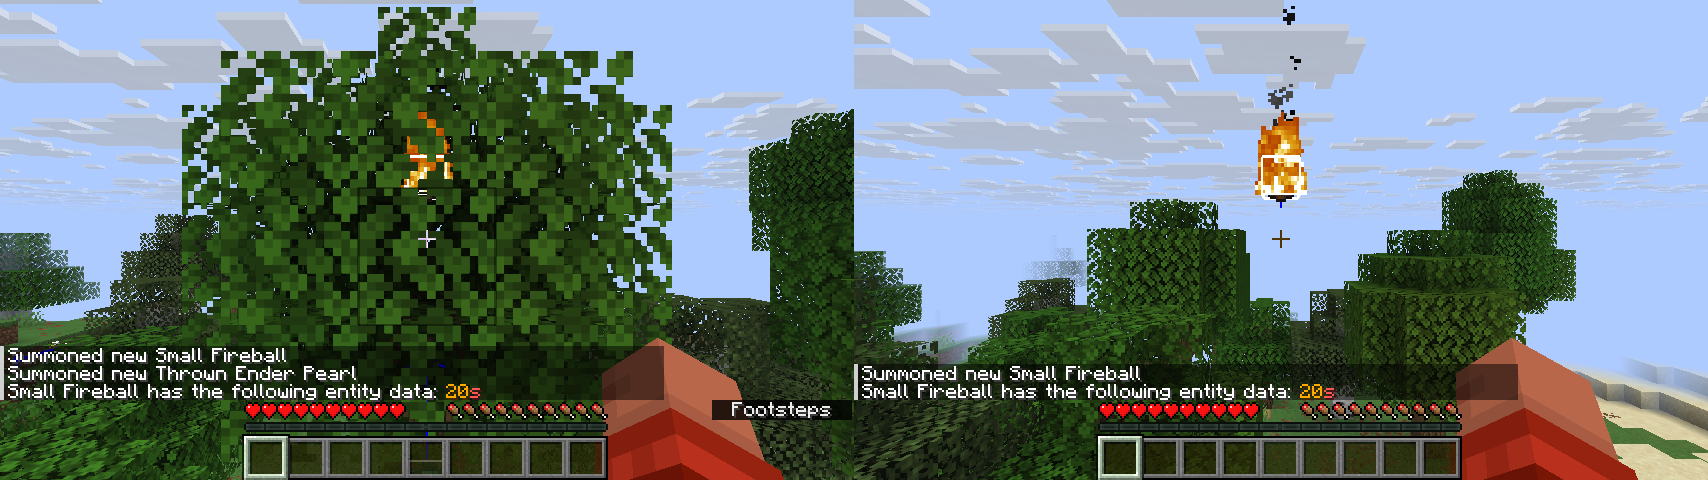 Summoned new Small Fireball
Summoned new Thrown Ender Pearl
Small Fireball has the following entity data: 20s
Footsteps
Summoned new Small Fireball
Small Fireball has the following entity data: 20s